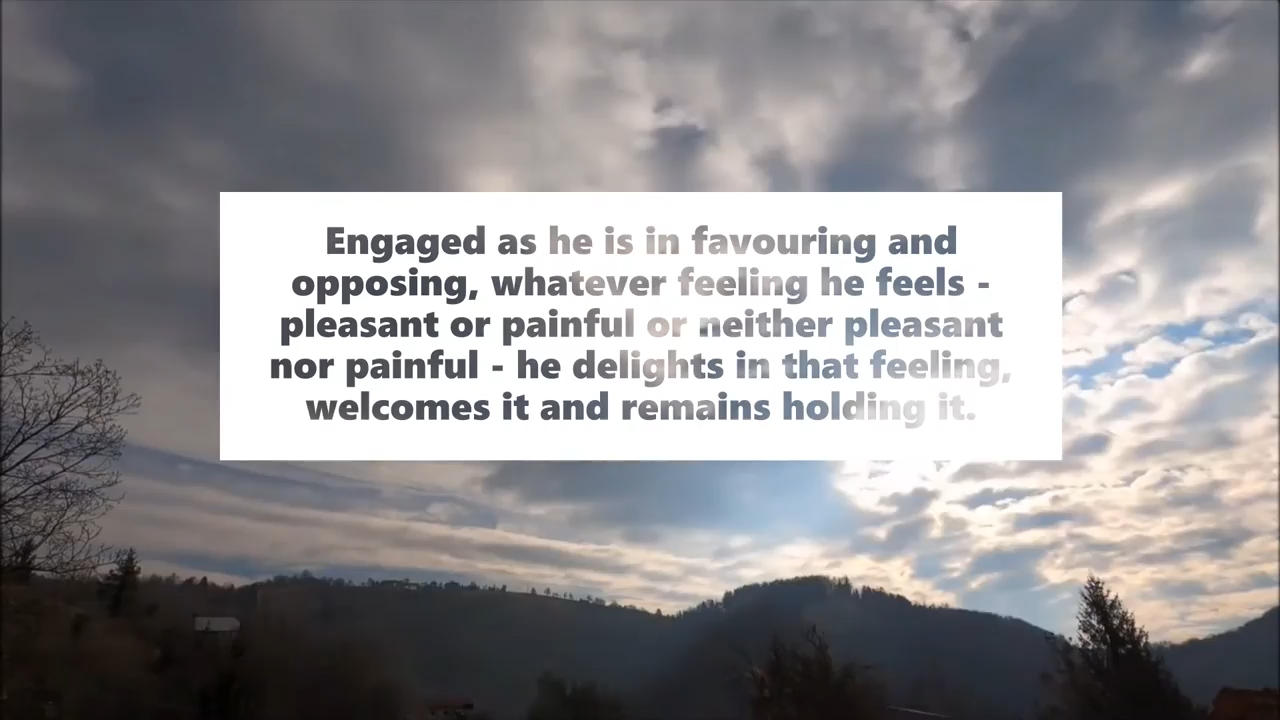 Engaged as he is in favouring and
opposing, whatever feeling he feels -
pleasant or painful or neither pleasant
nor painful - he delights in that feeling,
welcomes it and remains holding it.